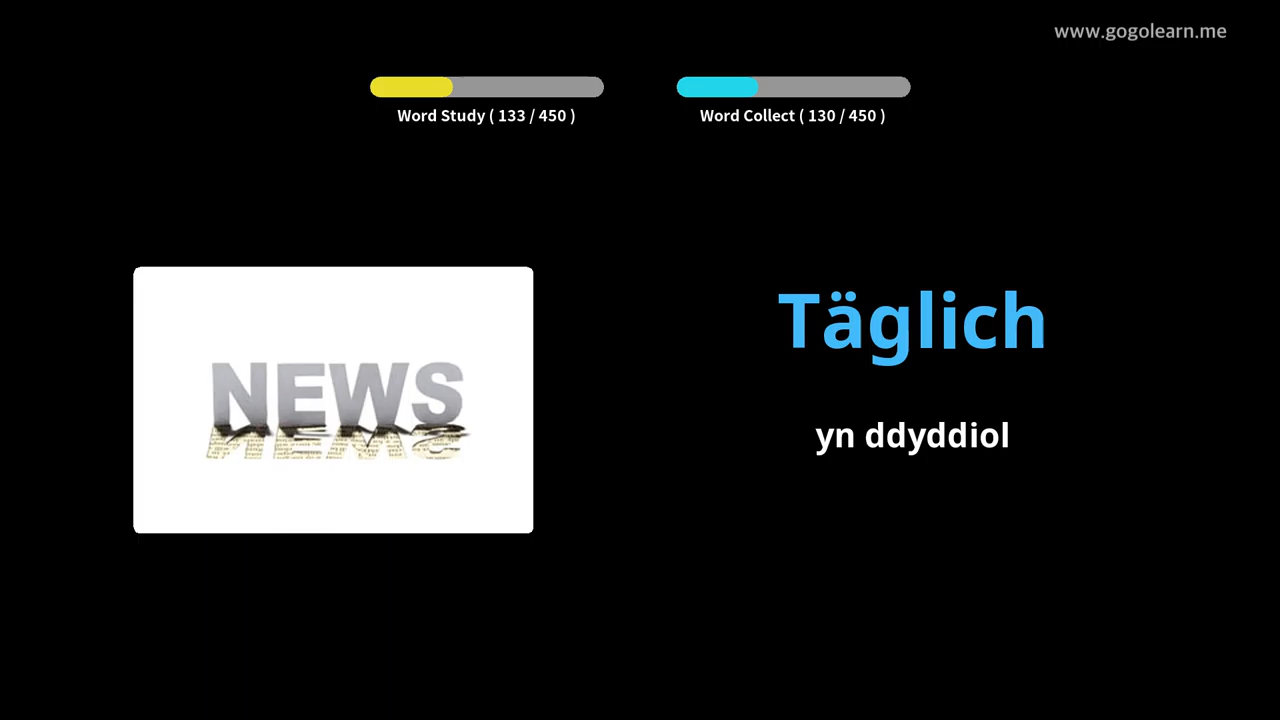 www.gogolearn.me
Word Study ( 133 / 450 )
Word Collect ( 130 / 450 )
NEWS
Täglich
yn ddyddiol